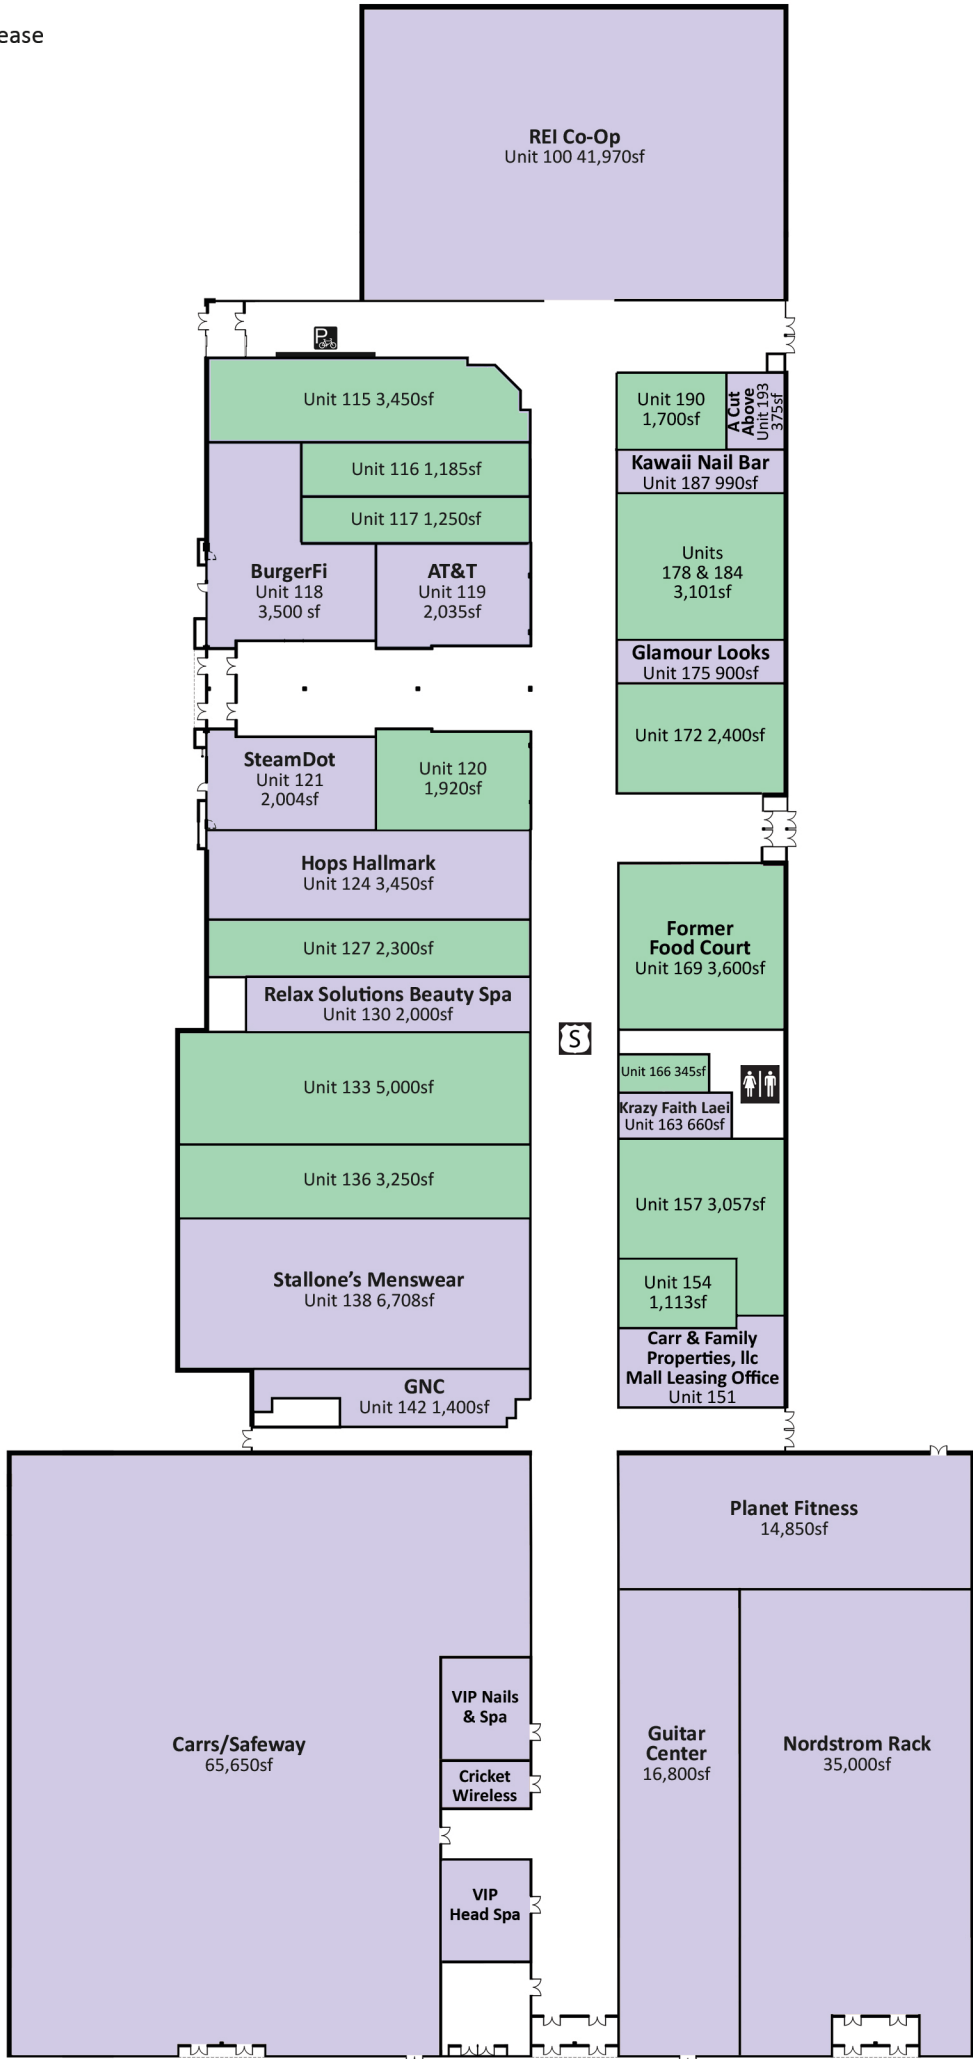 ease
REI Co-Op
Unit 100 41,970sf
P
Unit 115 3,450sf
Unit 116 1,185sf
Unit 117 1,250sf
BurgerFi
Unit 118
3,500 sf
AT&T
Unit 119
2,035sf
Unit 190
1,700sf
A Cut
Above
Unit 193
375sf
Kawaii Nail Bar
Unit 187 990sf
Units
178 & 184
3,101sf
Glamour Looks
Unit 175 900sf
Unit 172 2,400sf
SteamDot
Unit 121
2,004sf
Unit 120
1,920sf
Hops Hallmark
Unit 124 3,450sf
Unit 127 2,300sf
Relax Solutions Beauty Spa
Unit 130 2,000sf
Unit 133 5,000sf
Unit 136 3,250sf
Stallone’s Menswear
Unit 138 6,708sf
GNC
Unit 142 1,400sf
S
Former
Food Court
Unit 169 3,600sf
Unit 166 345sf
Krazy Faith Laei
Unit 163 660sf
Unit 157 3,057sf
Unit 154
1,113sf
Carr & Family
Properties, llc
Mall Leasing Office
Unit 151
Carrs/Safeway
65,650sf
VIP Nails
& Spa
Cricket
Wireless
VIP
Head Spa
Planet Fitness
14,850sf
Guitar
Center
16,800sf
Nordstrom Rack
35,000sf